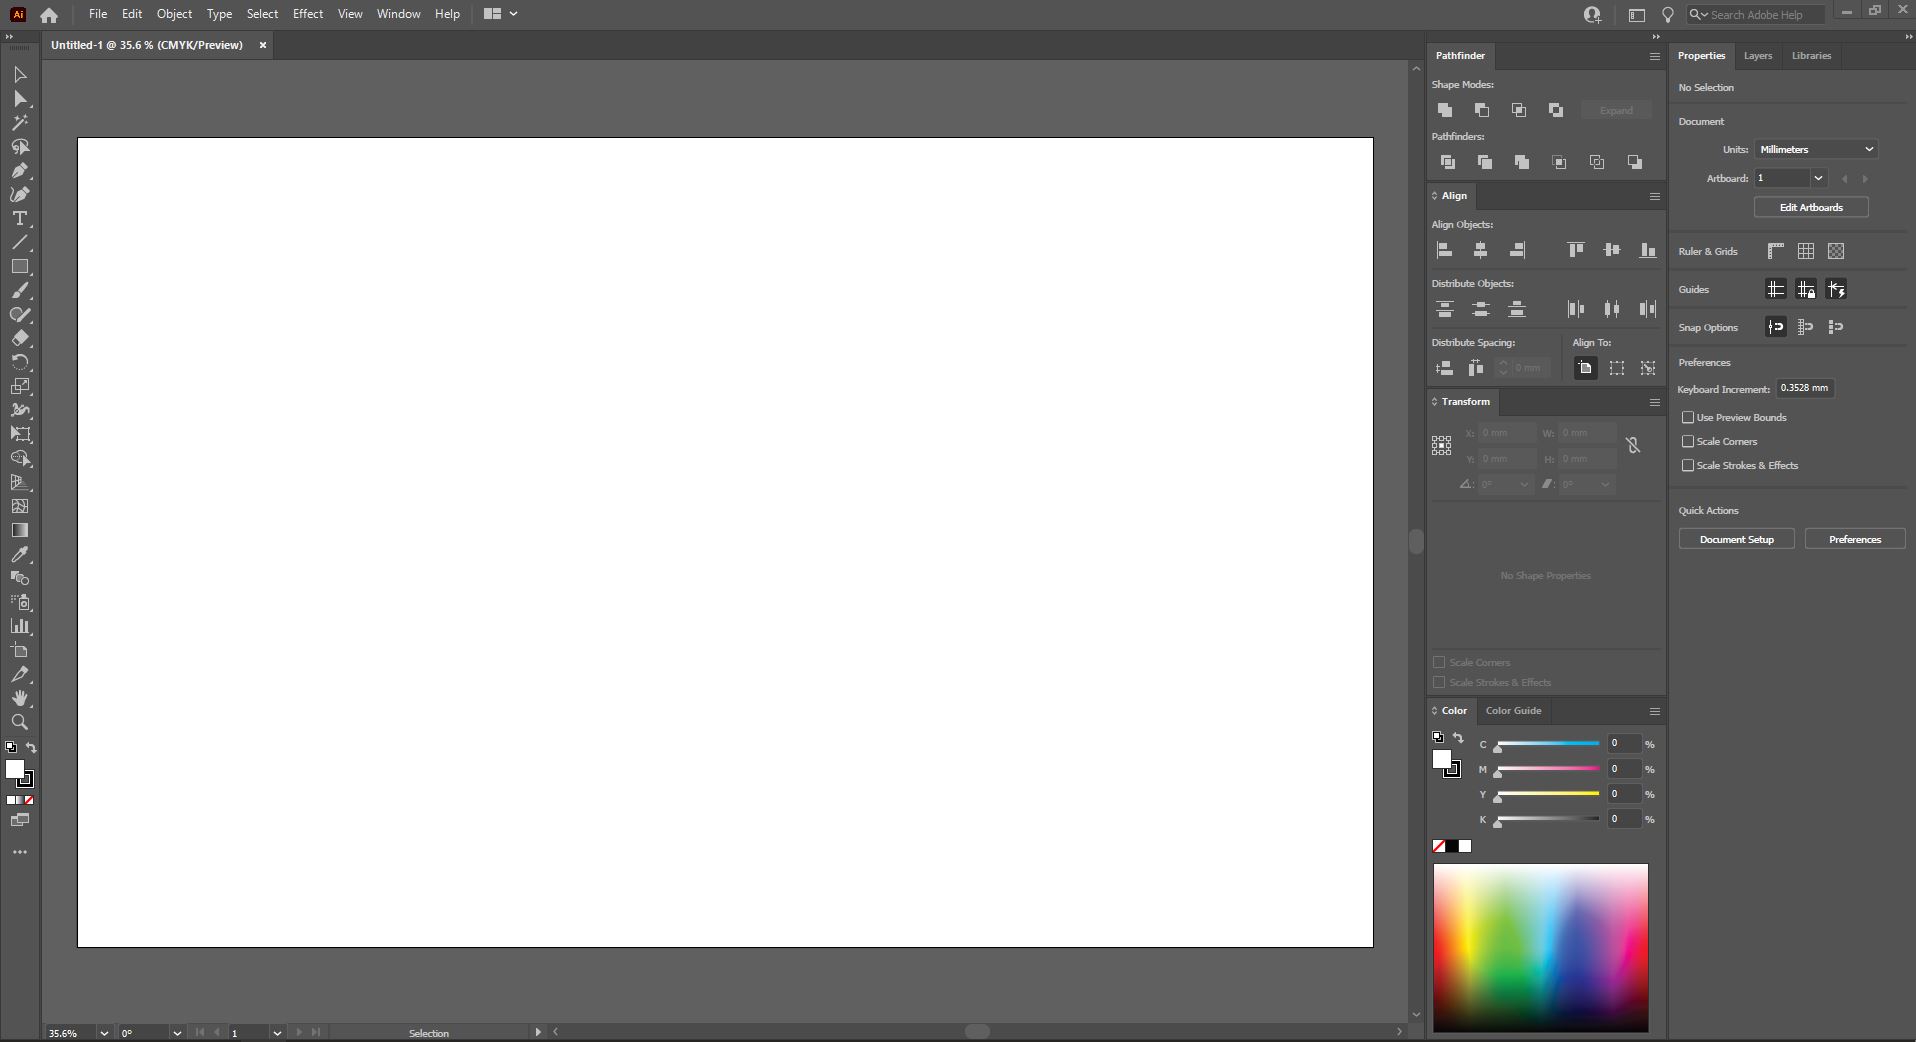 Ai File Edit Object Type Select Effect View Window Help Search Adobe Help
Untitled-1 @ 35.6 % (CMYK/Preview)
Pathfinder
Shape Modes:
Expand
Pathfinders:
Align
Align Objects:
Distribute Objects:
Distribute Spacing: Align To:
0 mm
Transform
X: 0 mm W: 0 mm
Y: 0 mm H: 0 mm
0° 0°
No Shape Properties
Scale Corners
Scale Strokes & Effects
Color Color Guide
C 0 %
M 0 %
Y 0 %
K 0 %
Properties Layers Libraries
No Selection
Document
Units: Millimeters
Artboard: 1
Edit Artboards
Ruler & Grids
Guides
Snap Options
Preferences
Keyboard Increment: 0.3528 mm
Use Preview Bounds
Scale Corners
Scale Strokes & Effects
Quick Actions
Document Setup Preferences
35.6% 0° 1 Selection